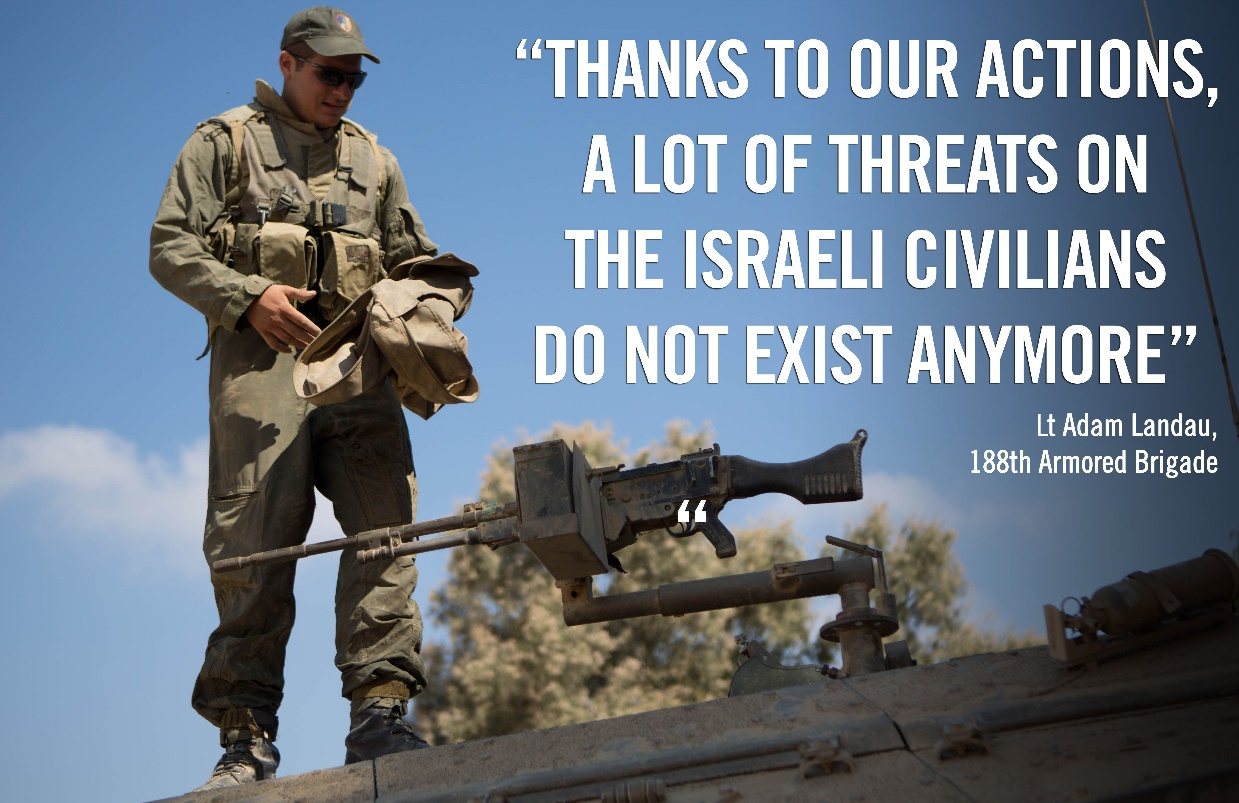 “THANKS TO OUR ACTIONS,
A LOT OF THREATS ON
THE ISRAELI CIVILIANS
DO NOT EXIST ANYMORE”
Lt Adam Landau,
188th Armored Brigade
“